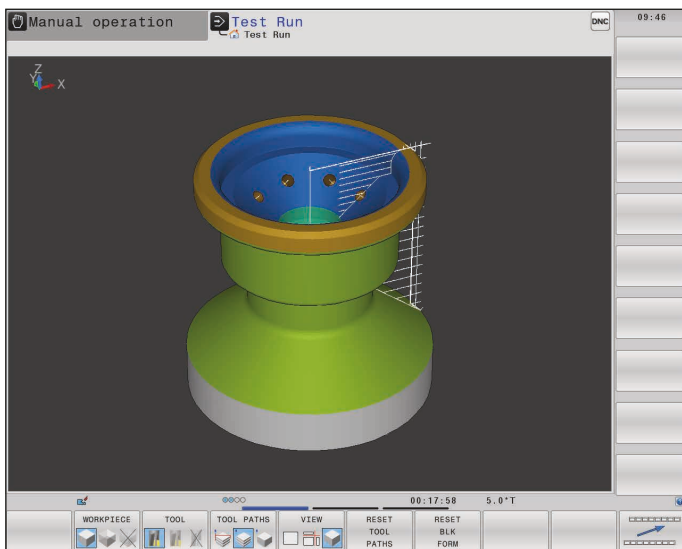 Manual operation
Test Run
DNC
09:46
Test Run
Z
Y
X
00:17:58 5.0*T
WORKPIECE
TOOL
TOOL PATHS
VIEW
RESET
TOOL
PATHS
RESET
BLK
FORM